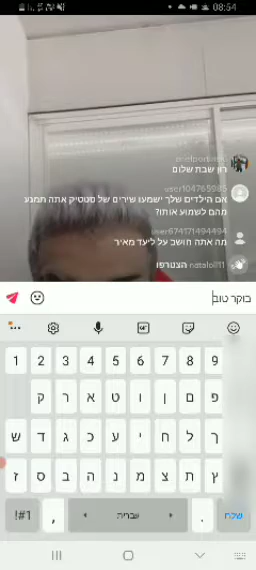 08:54
רון שבת שלום
user104765985
אם הילדים שלך ישמעו שירים של סטטיק אתה תמנע
מהם לשמוע אותו?
user674171494494
מה אתה חושב על ליעד מאיר
natalol111 הצטרפו
בוקר טוב
GIF
1 2 3 4 5 6 7 8 9
ק ר א ט ו ן ם פ
ש ד ג כ ע י ח ל ך
ז ס ב ה נ מ צ ת ץ
!#1 , עברית . שלח